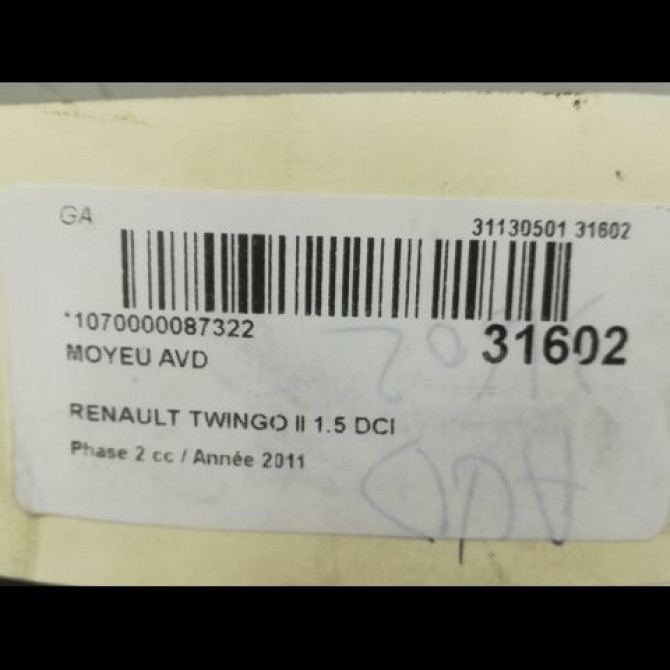 GA
31130501 31602
*1070000087322
31602
MOYEU AVD
RENAULT TWINGO II 1.5 DCI
Phase 2 cc / Année 2011